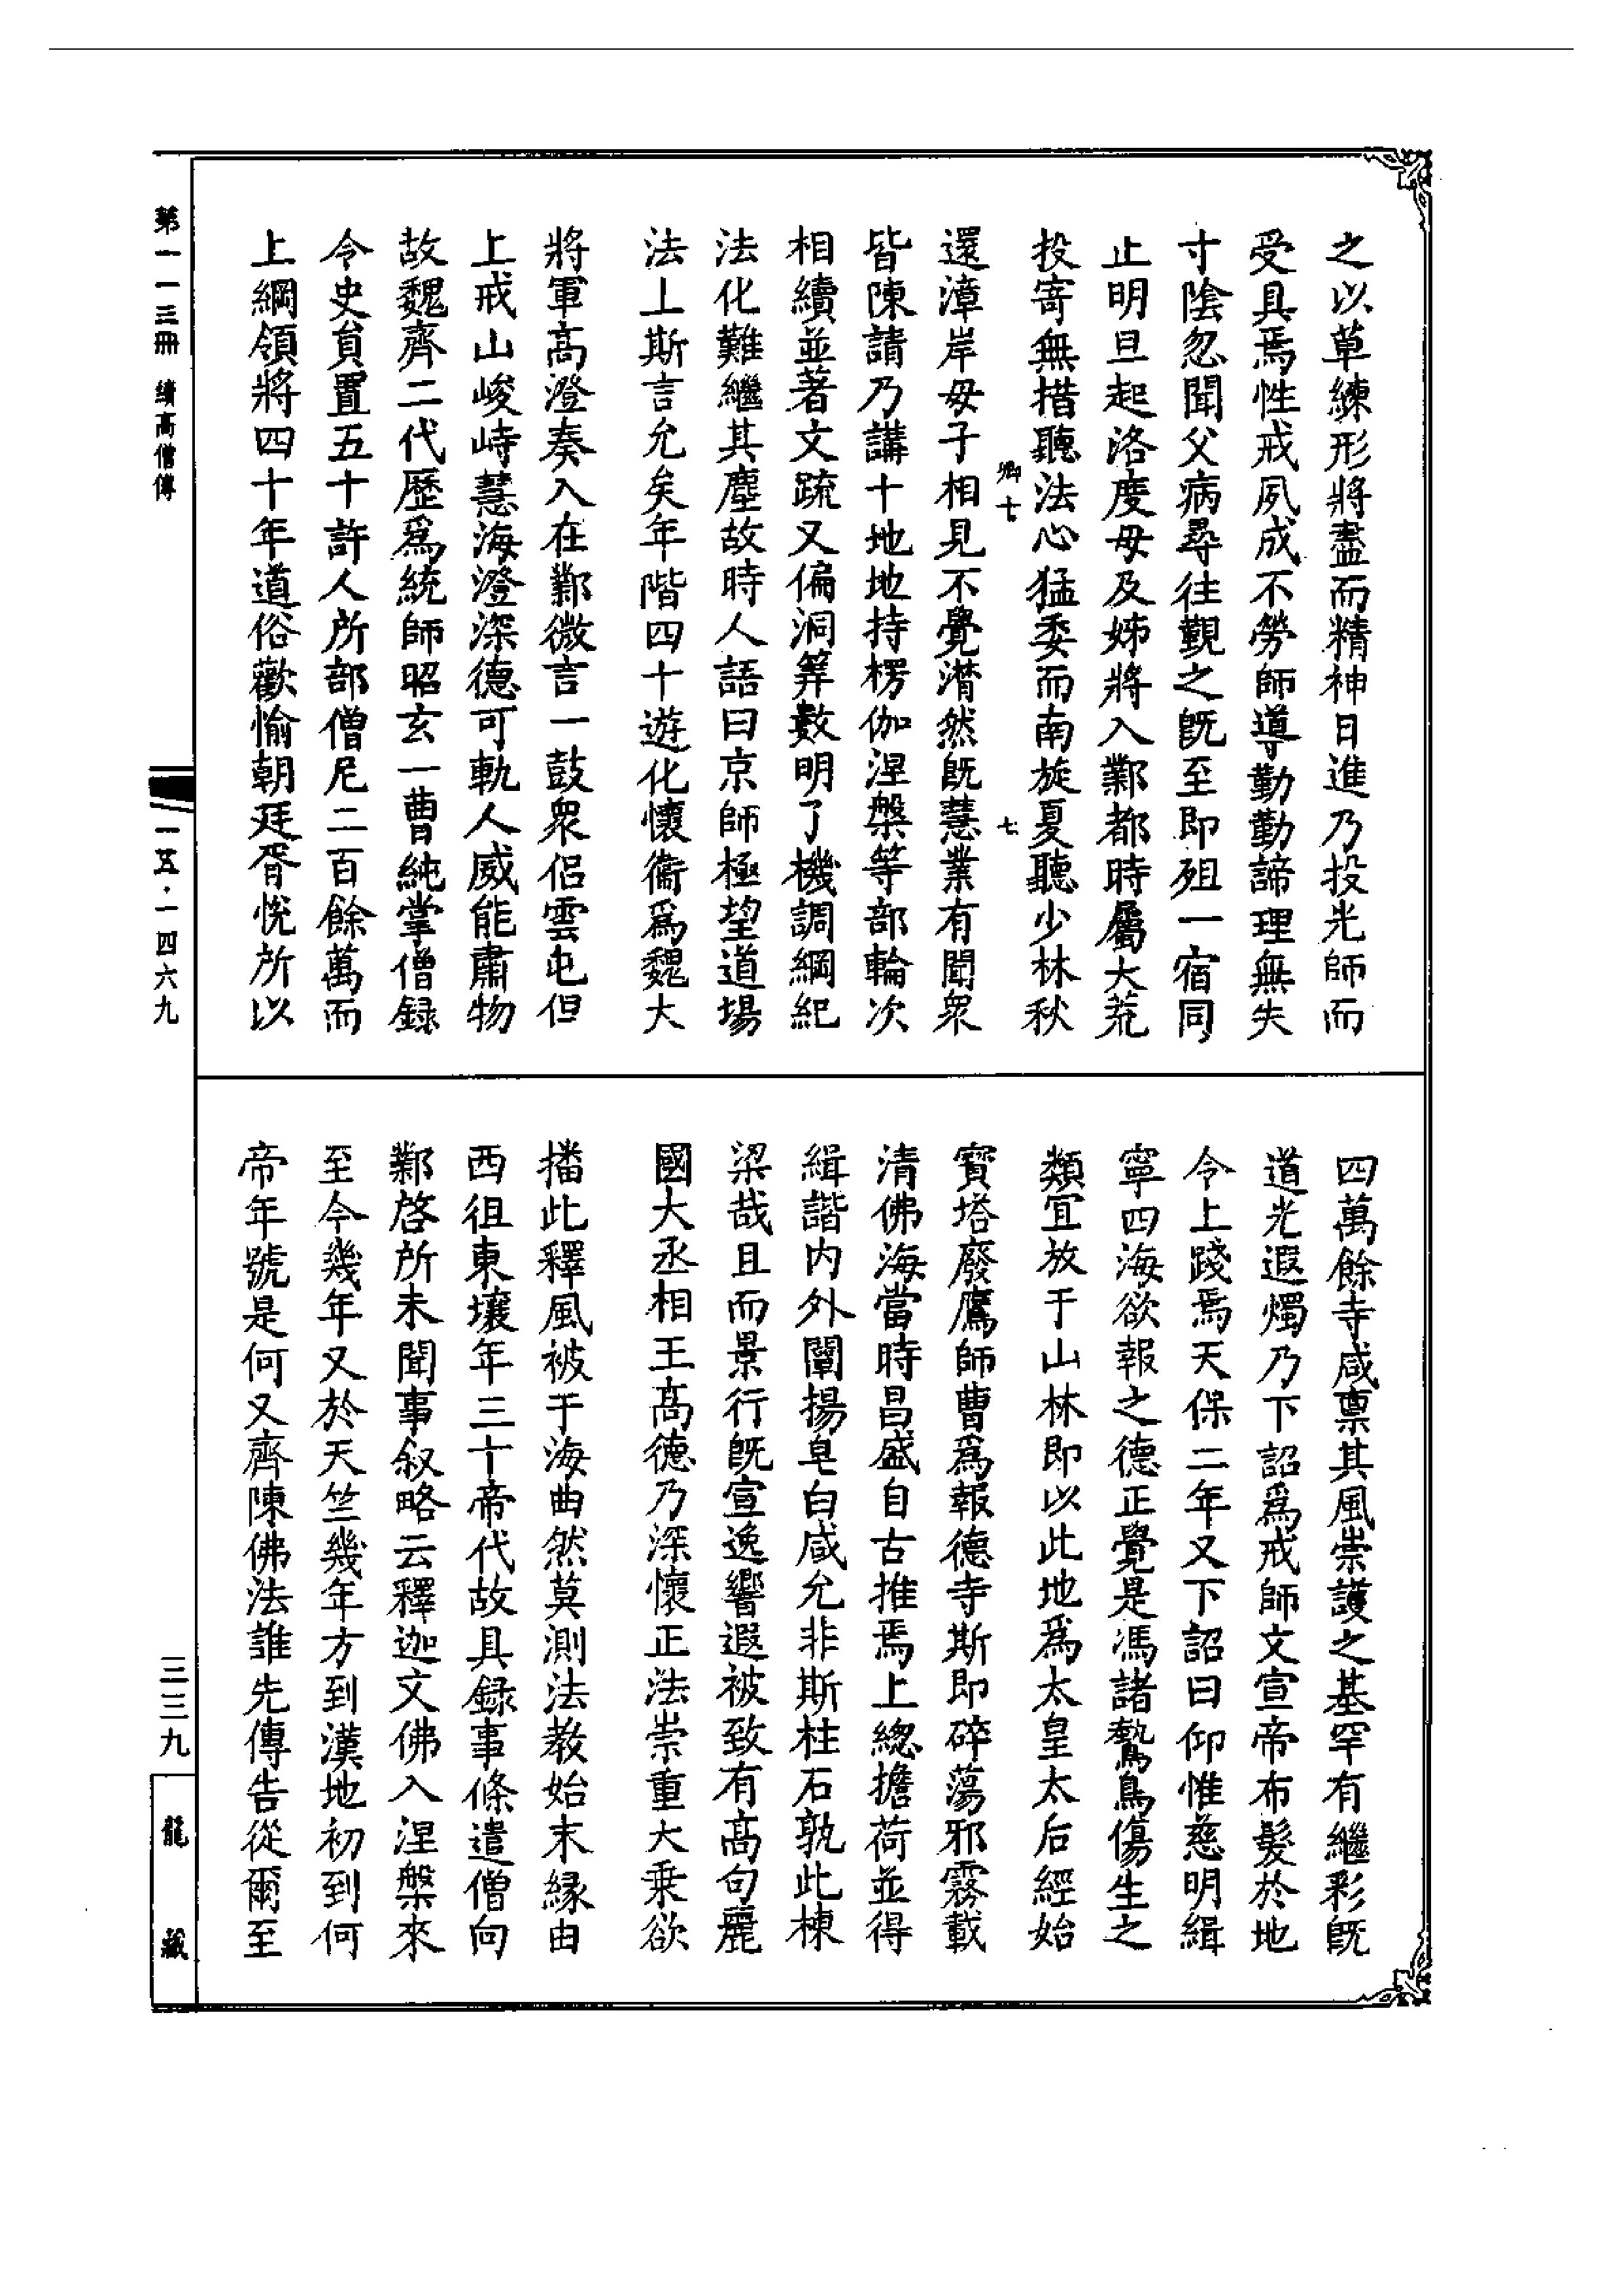 之以草練形將盡而精神日進乃投光師而
受具焉性戒夙成不勞師導勤勤諦理無失
寸陰忽聞父病尋往覲之既至即殂一宿同
止明旦起洛度母及姊將入鄴都時屬大荒
投寄無措聽法心猛委而南旋夏聽少林秋
卿七 七
還漳岸母子相見不覺潸然既慧業有聞衆
皆陳請乃講十地地持楞伽涅槃等部輪次
相續並著文疏又偏洞筭數明了機調綱紀
法化難繼其塵故時人語曰京師極望道場
法上斯言允矣年階四十遊化懷衞爲魏大
將軍高澄奏入在鄴微言一鼓衆侣雲屯但
上戒山峻峙慧海澄深德可軌人威能肅物
故魏齊二代歷爲統師昭玄一曹純掌僧録
令史貟置五十許人所部僧尼二百餘萬而
上綱領將四十年道俗歡愉朝廷胥悅所以
四萬餘寺咸禀其風崇護之基罕有繼彩既
道光遐燭乃下詔爲戒師文宣帝布髮於地
令上踐焉天保二年又下詔曰仰惟慈明緝
寧四海欲報之德正覺是馮諸鷙鳥傷生之
類宜放于山林即以此地爲太皇太后經始
寳塔廢鷹師曹爲報德寺斯即碎蕩邪霧載
清佛海當時昌盛自古推焉上總擔荷並得
緝諧内外闡揚皂白咸允非斯柱石孰此棟
梁哉且而景行既宣逸響遐被致有高句麗
國大丞相王高德乃深懷正法崇重大乗欲
播此釋風被于海曲然莫測法教始末縁由
西徂東壤年三十帝代故具録事條遣僧向
鄴啓所未聞事叙略云釋迦文佛入涅槃來
至今幾年又於天竺幾年方到漢地初到何
帝年號是何又齊陳佛法誰先傳告從爾至
第一一三冊 續高僧傳
一五·一四六九
三三九
龍藏